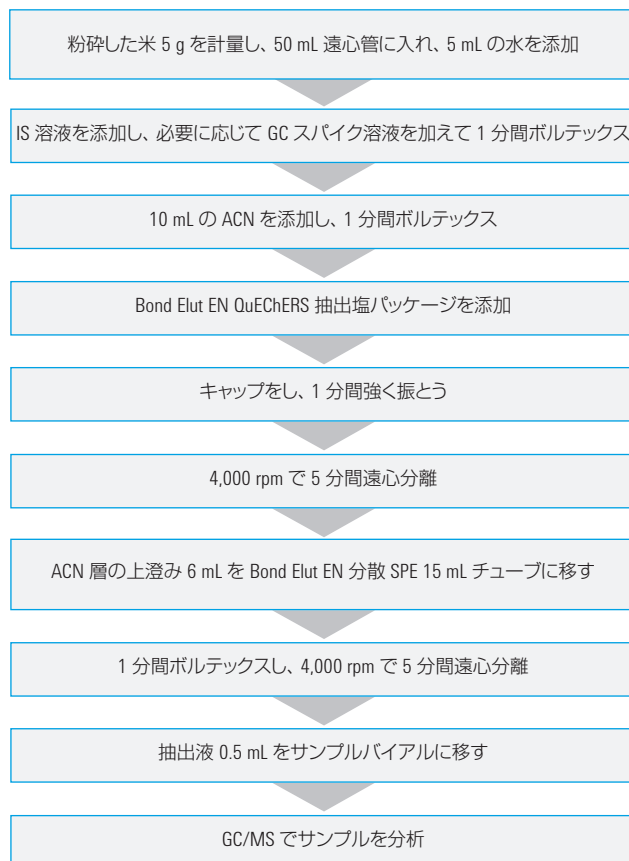 粉砕した米 5 g を計量し、50 mL 遠心管に入れ、5 mL の水を添加
IS 溶液を添加し、必要に応じて GC スパイク溶液を加えて 1 分間ボルテックス
10 mL の ACN を添加し、1 分間ボルテックス
Bond Elut EN QuEChERS 抽出塩パッケージを添加
キャップをし、1 分間強く振とう
4,000 rpm で 5 分間遠心分離
ACN 層の上澄み 6 mL を Bond Elut EN 分散 SPE 15 mL チューブに移す
1 分間ボルテックスし、4,000 rpm で 5 分間遠心分離
抽出液 0.5 mL をサンプルバイアルに移す
GC/MS でサンプルを分析